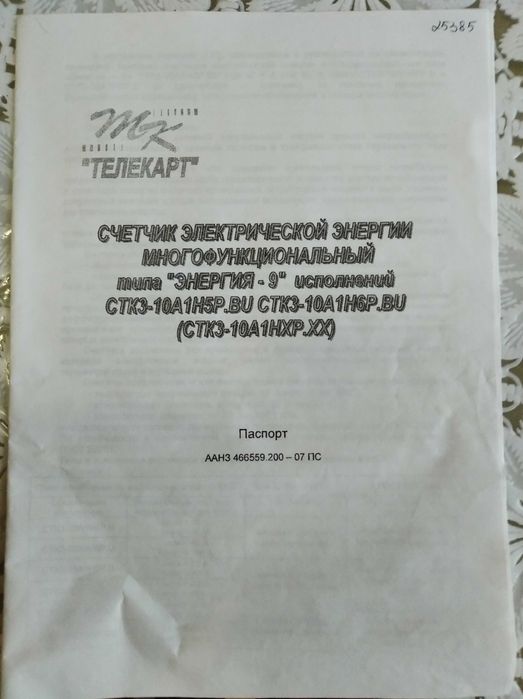 25385
ТК
"ТЕЛЕКАРТ"
СЧЕТЧИК ЭЛЕКТРИЧЕСКОЙ ЭНЕРГИИ
МНОГОФУНКЦИОНАЛЬНЫЙ
типа "ЭНЕРГИЯ - 9" исполнений
СТК3-10А1Н5Р.BU СТК3-10А1Н6Р.BU
(СТК3-10А1НХР.ХХ)
Паспорт
ААНЗ 466559.200 – 07 ПС